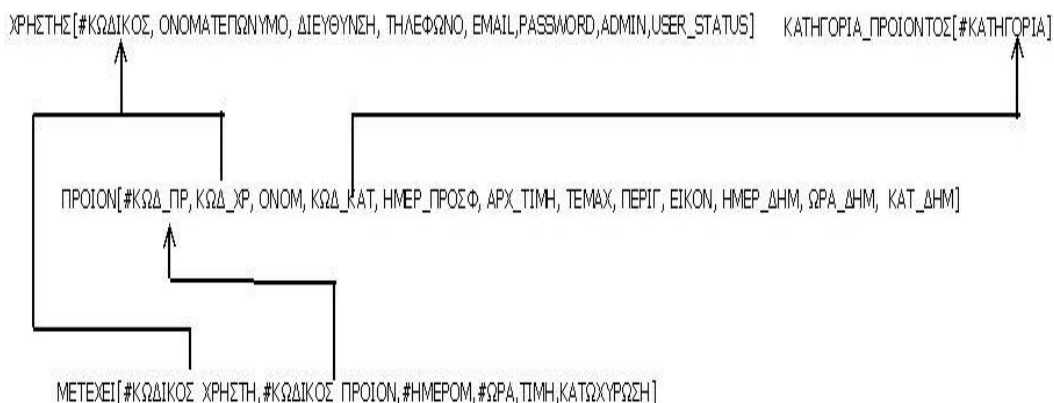 ΧΡΗΣΤΗΣ[#ΚΩΔΙΚΟΣ, ΟΝΟΜΑΤΕΠΩΝΥΜΟ, ΔΙΕΥΘΥΝΣΗ, ΤΗΛΕΦΩΝΟ, EMAIL,PASSWORD,ADMIN,USER_STATUS] ΚΑΤΗΓΟΡΙΑ_ΠΡΟΙΟΝΤΟΣ[#ΚΑΤΗΓΟΡΙΑ]
ΠΡΟΙΟΝ[#ΚΩΔ_ΠΡ, ΚΩΔ_ΧΡ, ΟΝΟΜ, ΚΩΔ_ΚΑΤ, ΗΜΕΡ_ΠΡΟΣΦ, ΑΡΧ_ΤΙΜΗ, ΤΕΜΑΧ, ΠΕΡΙΓ, ΕΙΚΟΝ, ΗΜΕΡ_ΔΗΜ, ΩΡΑ_ΔΗΜ, ΚΑΤ_ΔΗΜ]
ΜΕΤΕΧΕΙ[#ΚΩΔΙΚΟΣ_ΧΡΗΣΤΗ,#ΚΩΔΙΚΟΣ_ΠΡΟΙΟΝ,#ΗΜΕΡΟΜ,#ΩΡΑ,ΤΙΜΗ,ΚΑΤΩΧΥΡΩΣΗ]